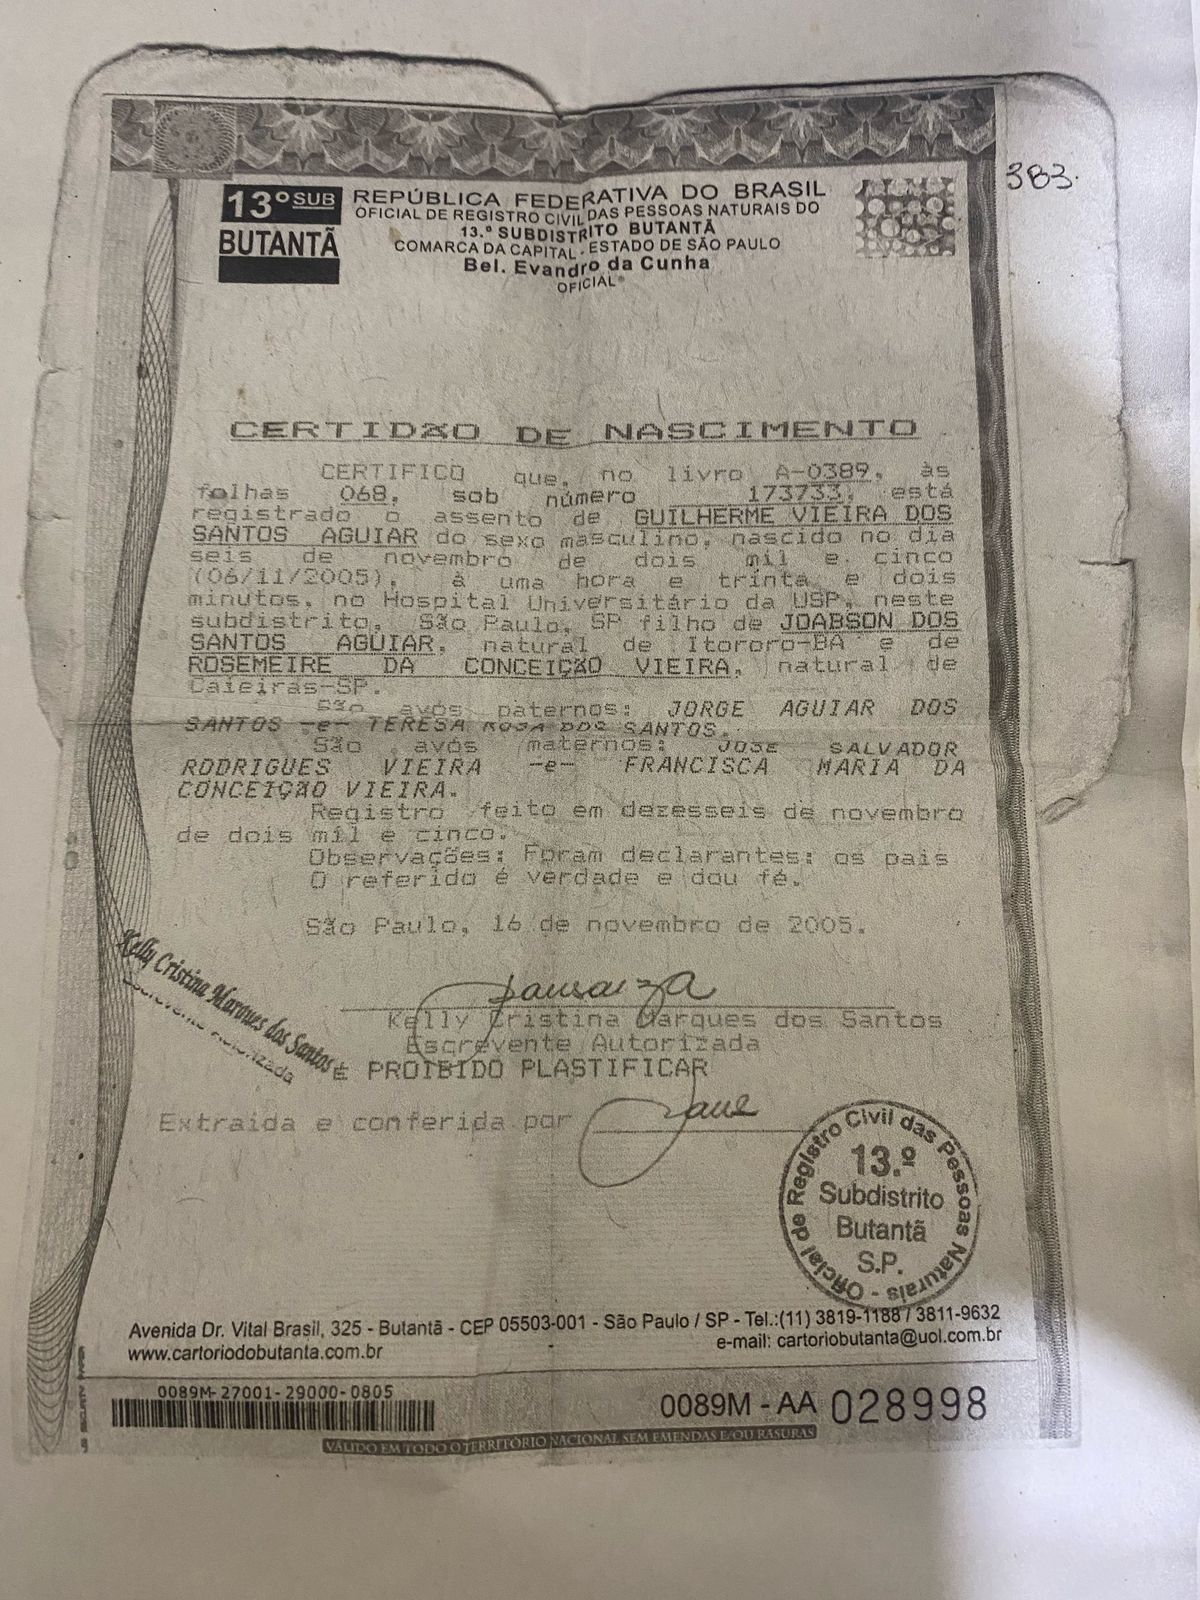 383.
13º SUB
BUTANTÃ
REPÚBLICA FEDERATIVA DO BRASIL
OFICIAL DE REGISTRO CIVIL DAS PESSOAS NATURAIS DO
13.º SUBDISTRITO BUTANTÃ
COMARCA DA CAPITAL - ESTADO DE SÃO PAULO
Bel. Evandro da Cunha
OFICIAL
CERTIDÃO DE NASCIMENTO
CERTIFICO que, no livro A-0389, às
folhas 068, sob número 173733, está
registrado o assento de GUILHERME VIEIRA DOS
SANTOS AGUIAR do sexo masculino, nascido no dia
seis de novembro de dois mil e cinco
(06/11/2005), à uma hora e trinta e dois
minutos, no Hospital Universitário da USP, neste
subdistrito, São Paulo, SP filho de JOABSON DOS
SANTOS AGUIAR, natural de Itororo-BA e de
ROSEMEIRE DA CONCEIÇÃO VIEIRA, natural de
Caieiras-SP.
São avós paternos: JORGE AGUIAR DOS
SANTOS -e- TERESA ROSA DOS SANTOS.
São avós maternos: JOSE SALVADOR
RODRIGUES VIEIRA -e- FRANCISCA MARIA DA
CONCEIÇÃO VIEIRA.
Registro feito em dezesseis de novembro
de dois mil e cinco.
Observações: Foram declarantes: os pais
O referido é verdade e dou fé.
São Paulo, 16 de novembro de 2005.
Kelly Cristina Marques dos Santos
Escrevente Autorizada
Kelly Cristina Marques dos Santos
Escrevente Autorizada
É PROIBIDO PLASTIFICAR
Extraída e conferida por
Oficial de Registro Civil das Pessoas Naturais -
13.º
Subdistrito
Butantã
S.P.
Avenida Dr. Vital Brasil, 325 - Butantã - CEP 05503-001 - São Paulo / SP - Tel.:(11) 3819-1188 / 3811-9632
www.cartoriodobutanta.com.br e-mail: cartoriobutanta@uol.com.br
0089M-27001-29000-0805
0089M - AA 028998
VÁLIDO EM TODO O TERRITÓRIO NACIONAL SEM EMENDAS E/OU RASURAS